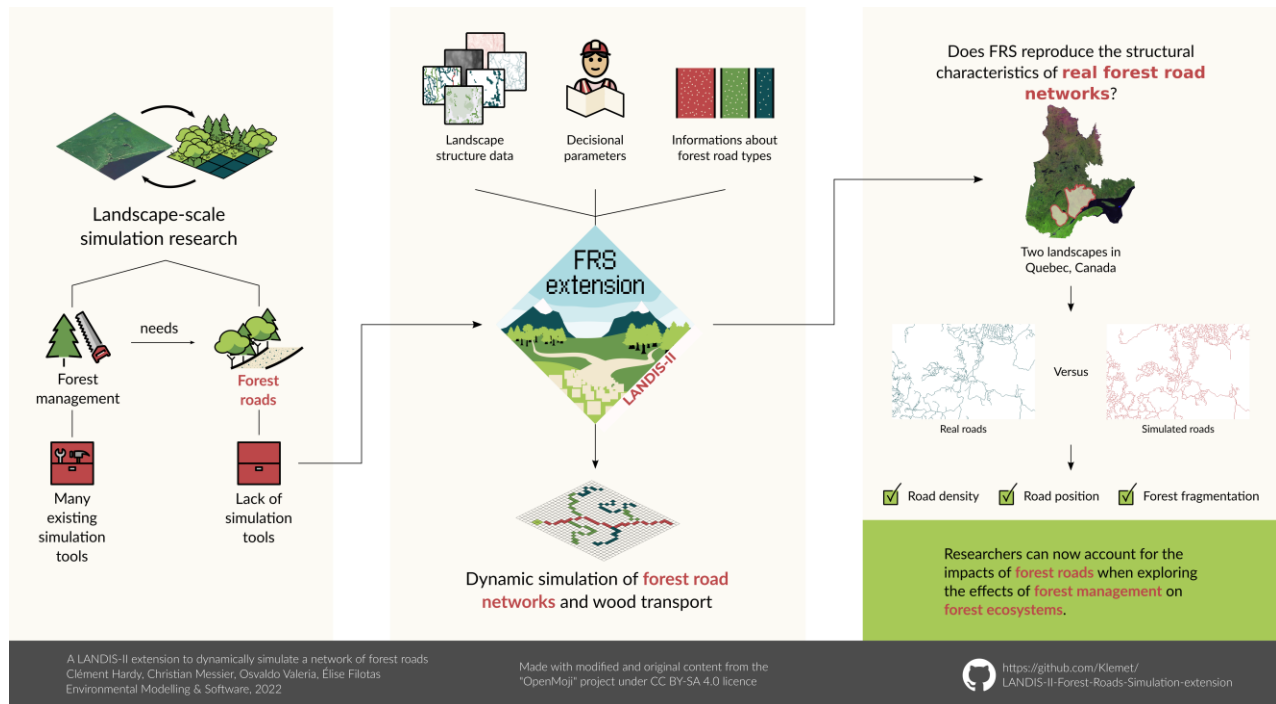 Landscape-scale
simulation research
needs
Forest
management
Forest
roads
Many
existing
simulation
tools
Lack of
simulation
tools
Landscape
structure data
Decisional
parameters
Informations about
forest road types
FRS
extension
LANDIS-II
Dynamic simulation of forest road
networks and wood transport
Does FRS reproduce the structural
characteristics of real forest road
networks?
Two landscapes in
Quebec, Canada
Versus
Real roads
Simulated roads
Road density
Road position
Forest fragmentation
Researchers can now account for the
impacts of forest roads when exploring
the effects of forest management on
forest ecosystems.
A LANDIS-II extension to dynamically simulate a network of forest roads
Clément Hardy, Christian Messier, Osvaldo Valeria, Élise Filotas
Environmental Modelling & Software, 2022
Made with modified and original content from the
"OpenMoji" project under CC BY-SA 4.0 licence
https://github.com/Klemet/
LANDIS-II-Forest-Roads-Simulation-extension